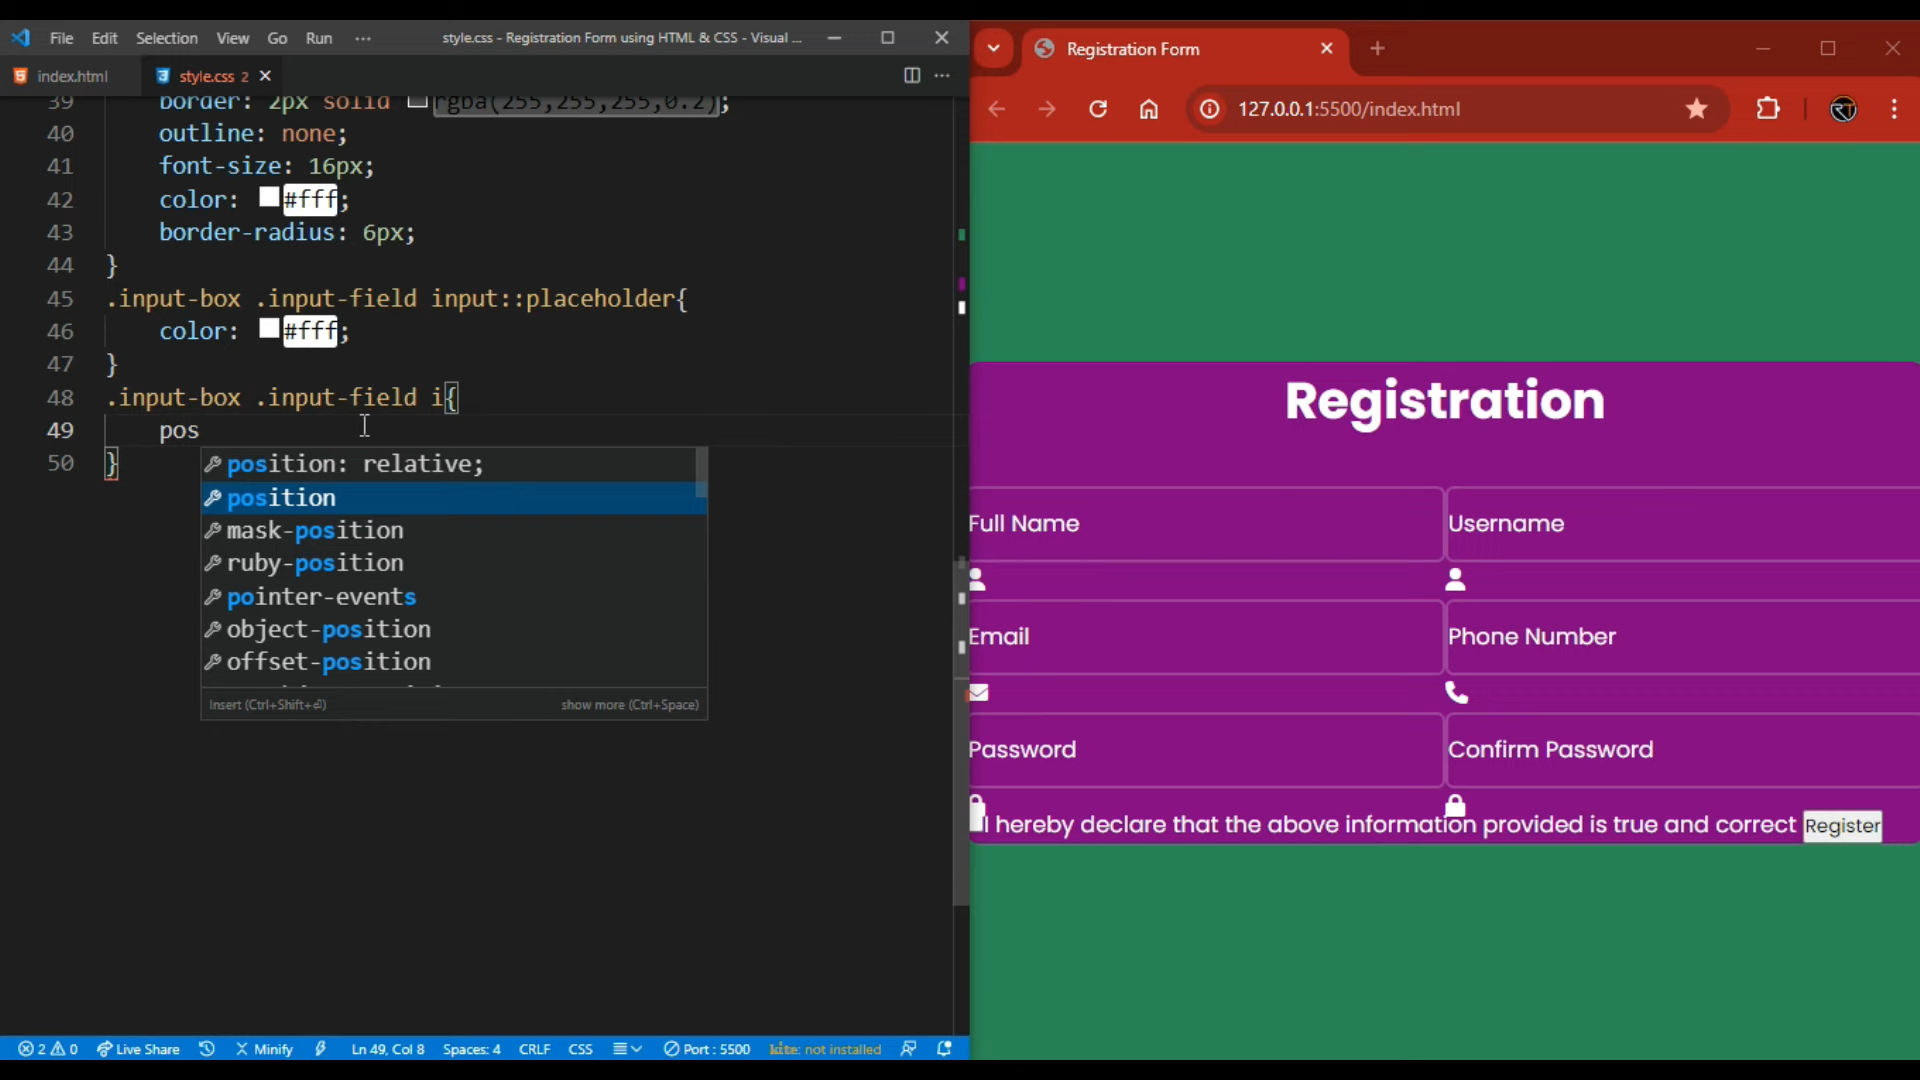 File Edit Selection View Go Run ··· style.css - Registration Form using HTML & CSS - Visual ...
index.html style.css 2
39 border: 2px solid rgba(255,255,255,0.2);
40 outline: none;
41 font-size: 16px;
42 color: #fff;
43 border-radius: 6px;
44 }
45 .input-box .input-field input::placeholder{
46 color: #fff;
47 }
48 .input-box .input-field i{
49 pos
50 }
position: relative;
position
mask-position
ruby-position
pointer-events
object-position
offset-position
Insert (Ctrl+Shift+⏎) show more (Ctrl+Space)
2 0 Live Share Minify Ln 49, Col 8 Spaces: 4 CRLF CSS Port : 5500 kite: not installed
Registration Form
127.0.0.1:5500/index.html
RT
Registration
Full Name Username
Email Phone Number
Password Confirm Password
I hereby declare that the above information provided is true and correct Register